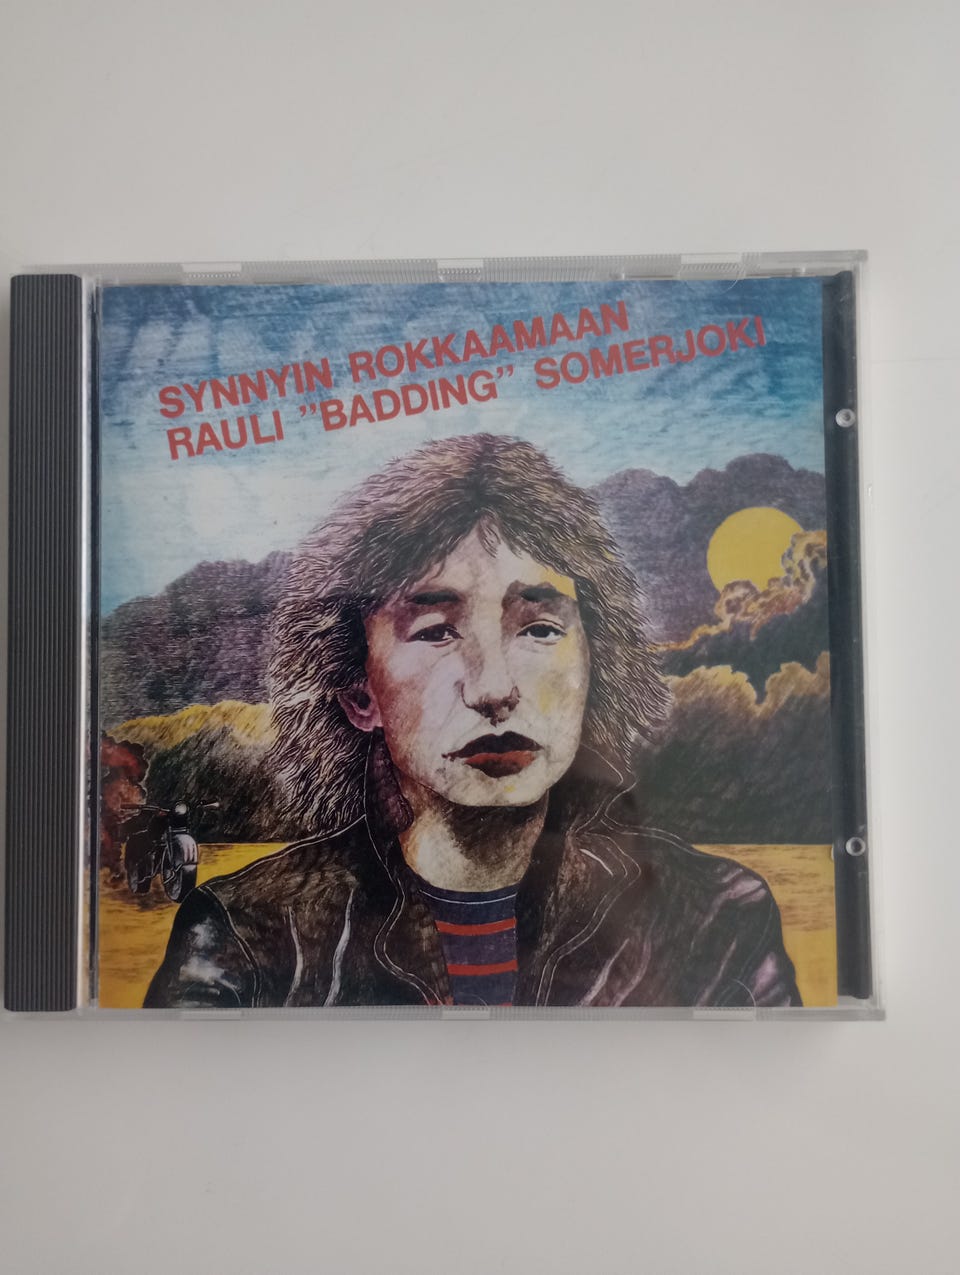 SYNNYIN ROKKAAMAAN
RAULI ”BADDING” SOMERJOKI